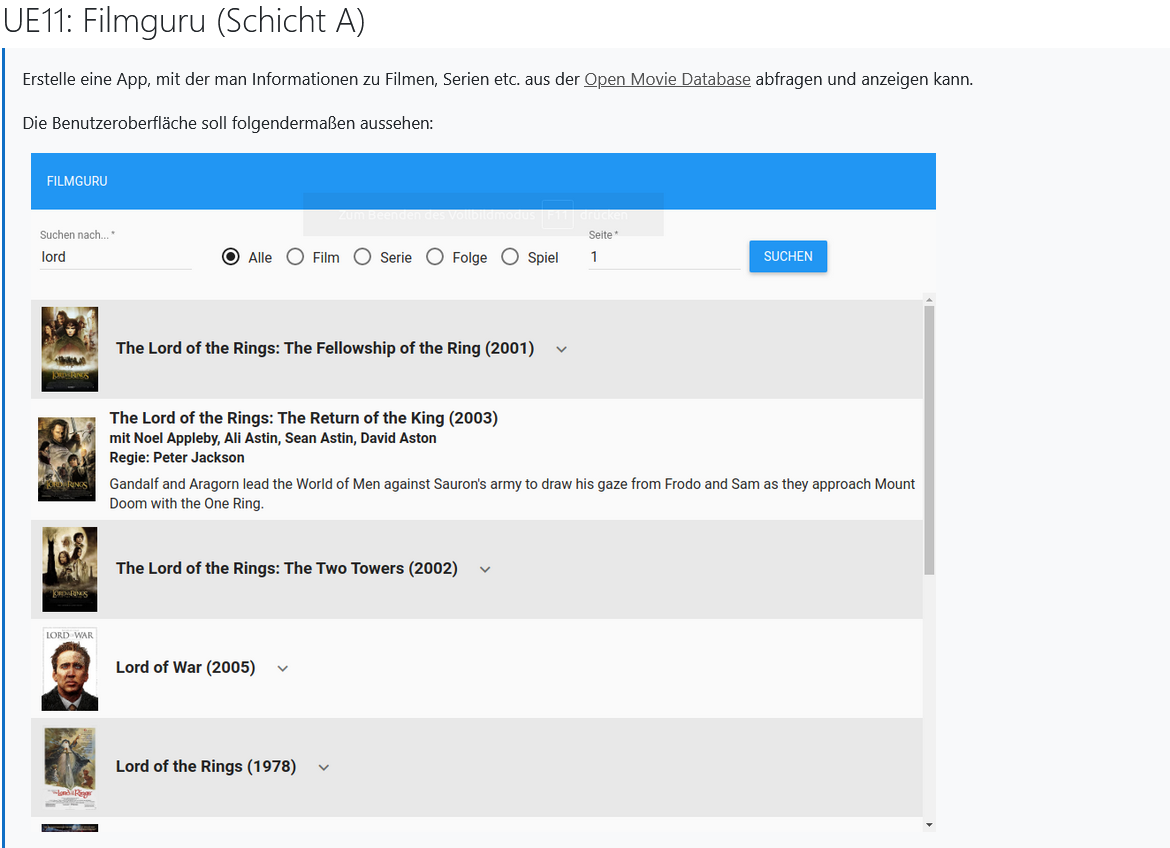 UE11: Filmguru (Schicht A)
Erstelle eine App, mit der man Informationen zu Filmen, Serien etc. aus der Open Movie Database abfragen und anzeigen kann.
Die Benutzeroberfläche soll folgendermaßen aussehen:
FILMGURU
Zum Beenden des Vollbildmodus F11 drücken
Suchen nach... *
Seite *
lord
Alle Film Serie Folge Spiel
1
SUCHEN
The Lord of the Rings: The Fellowship of the Ring (2001)
The Lord of the Rings: The Return of the King (2003)
mit Noel Appleby, Ali Astin, Sean Astin, David Aston
Regie: Peter Jackson
Gandalf and Aragorn lead the World of Men against Sauron's army to draw his gaze from Frodo and Sam as they approach Mount
Doom with the One Ring.
The Lord of the Rings: The Two Towers (2002)
LORD OF WAR
Lord of War (2005)
Lord of the Rings (1978)